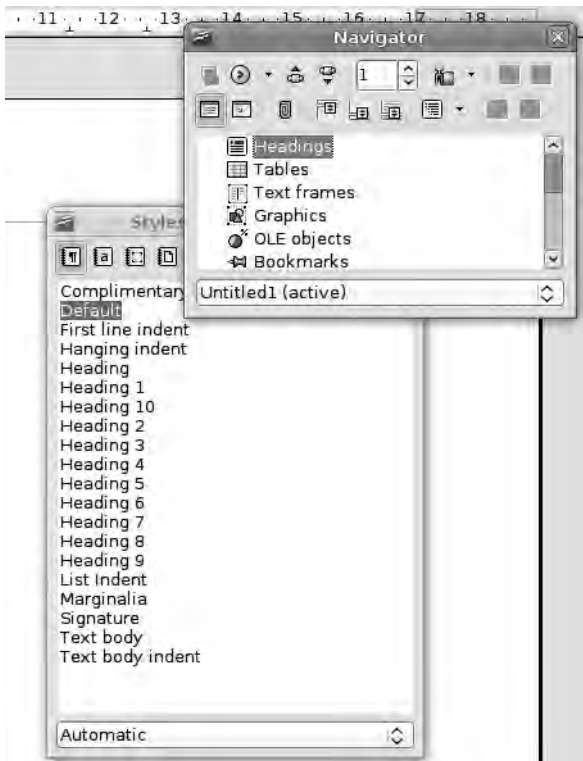 11 12 13 14 15 16 17 18
Navigator
1
Headings
Tables
Text frames
Graphics
OLE objects
Bookmarks
Untitled1 (active)
Styles
Complimentary
Default
First line indent
Hanging indent
Heading
Heading 1
Heading 10
Heading 2
Heading 3
Heading 4
Heading 5
Heading 6
Heading 7
Heading 8
Heading 9
List Indent
Marginalia
Signature
Text body
Text body indent
Automatic